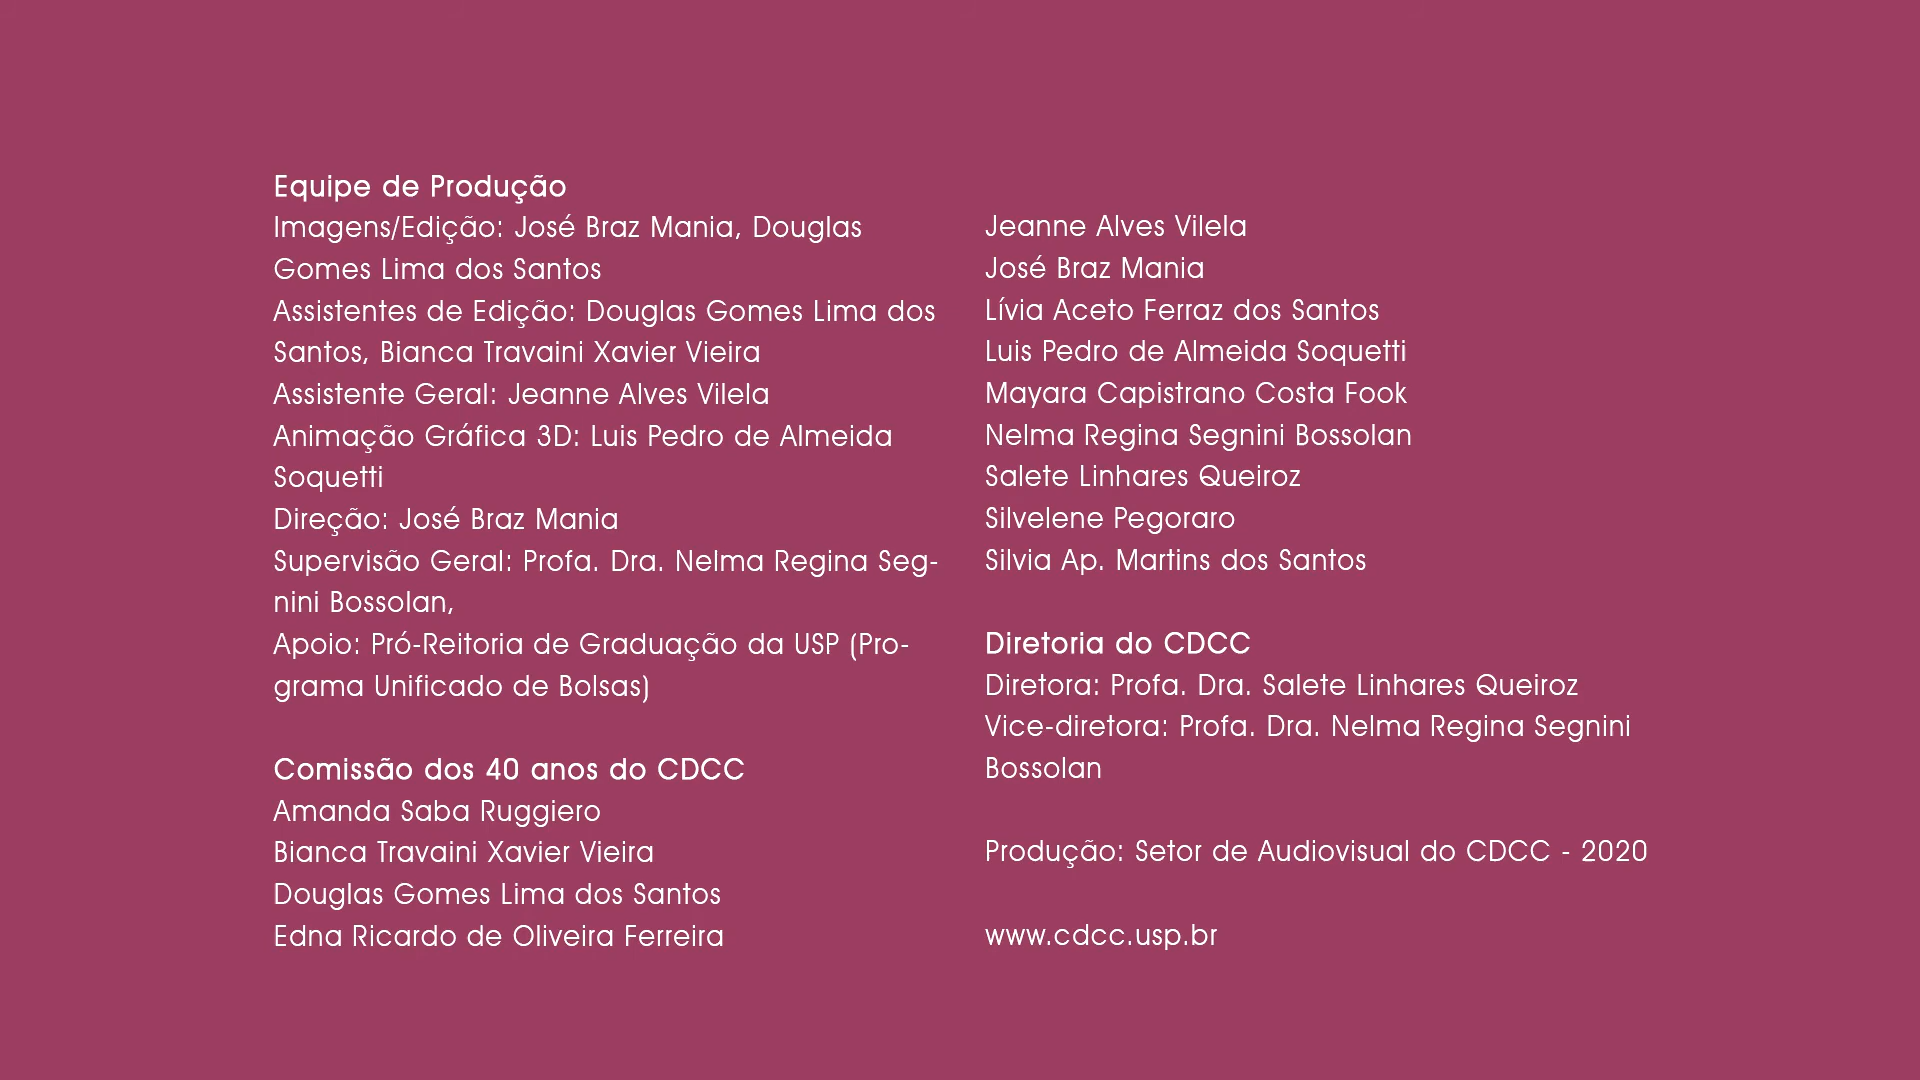 Equipe de Produção
Imagens/Edição: José Braz Mania, Douglas
Gomes Lima dos Santos
Assistentes de Edição: Douglas Gomes Lima dos
Santos, Bianca Travaini Xavier Vieira
Assistente Geral: Jeanne Alves Vilela
Animação Gráfica 3D: Luis Pedro de Almeida
Soquetti
Direção: José Braz Mania
Supervisão Geral: Profa. Dra. Nelma Regina Seg-
nini Bossolan,
Apoio: Pró-Reitoria de Graduação da USP (Pro-
grama Unificado de Bolsas)
Comissão dos 40 anos do CDCC
Amanda Saba Ruggiero
Bianca Travaini Xavier Vieira
Douglas Gomes Lima dos Santos
Edna Ricardo de Oliveira Ferreira
Jeanne Alves Vilela
José Braz Mania
Lívia Aceto Ferraz dos Santos
Luis Pedro de Almeida Soquetti
Mayara Capistrano Costa Fook
Nelma Regina Segnini Bossolan
Salete Linhares Queiroz
Silvelene Pegoraro
Silvia Ap. Martins dos Santos
Diretoria do CDCC
Diretora: Profa. Dra. Salete Linhares Queiroz
Vice-diretora: Profa. Dra. Nelma Regina Segnini
Bossolan
Produção: Setor de Audiovisual do CDCC - 2020
www.cdcc.usp.br